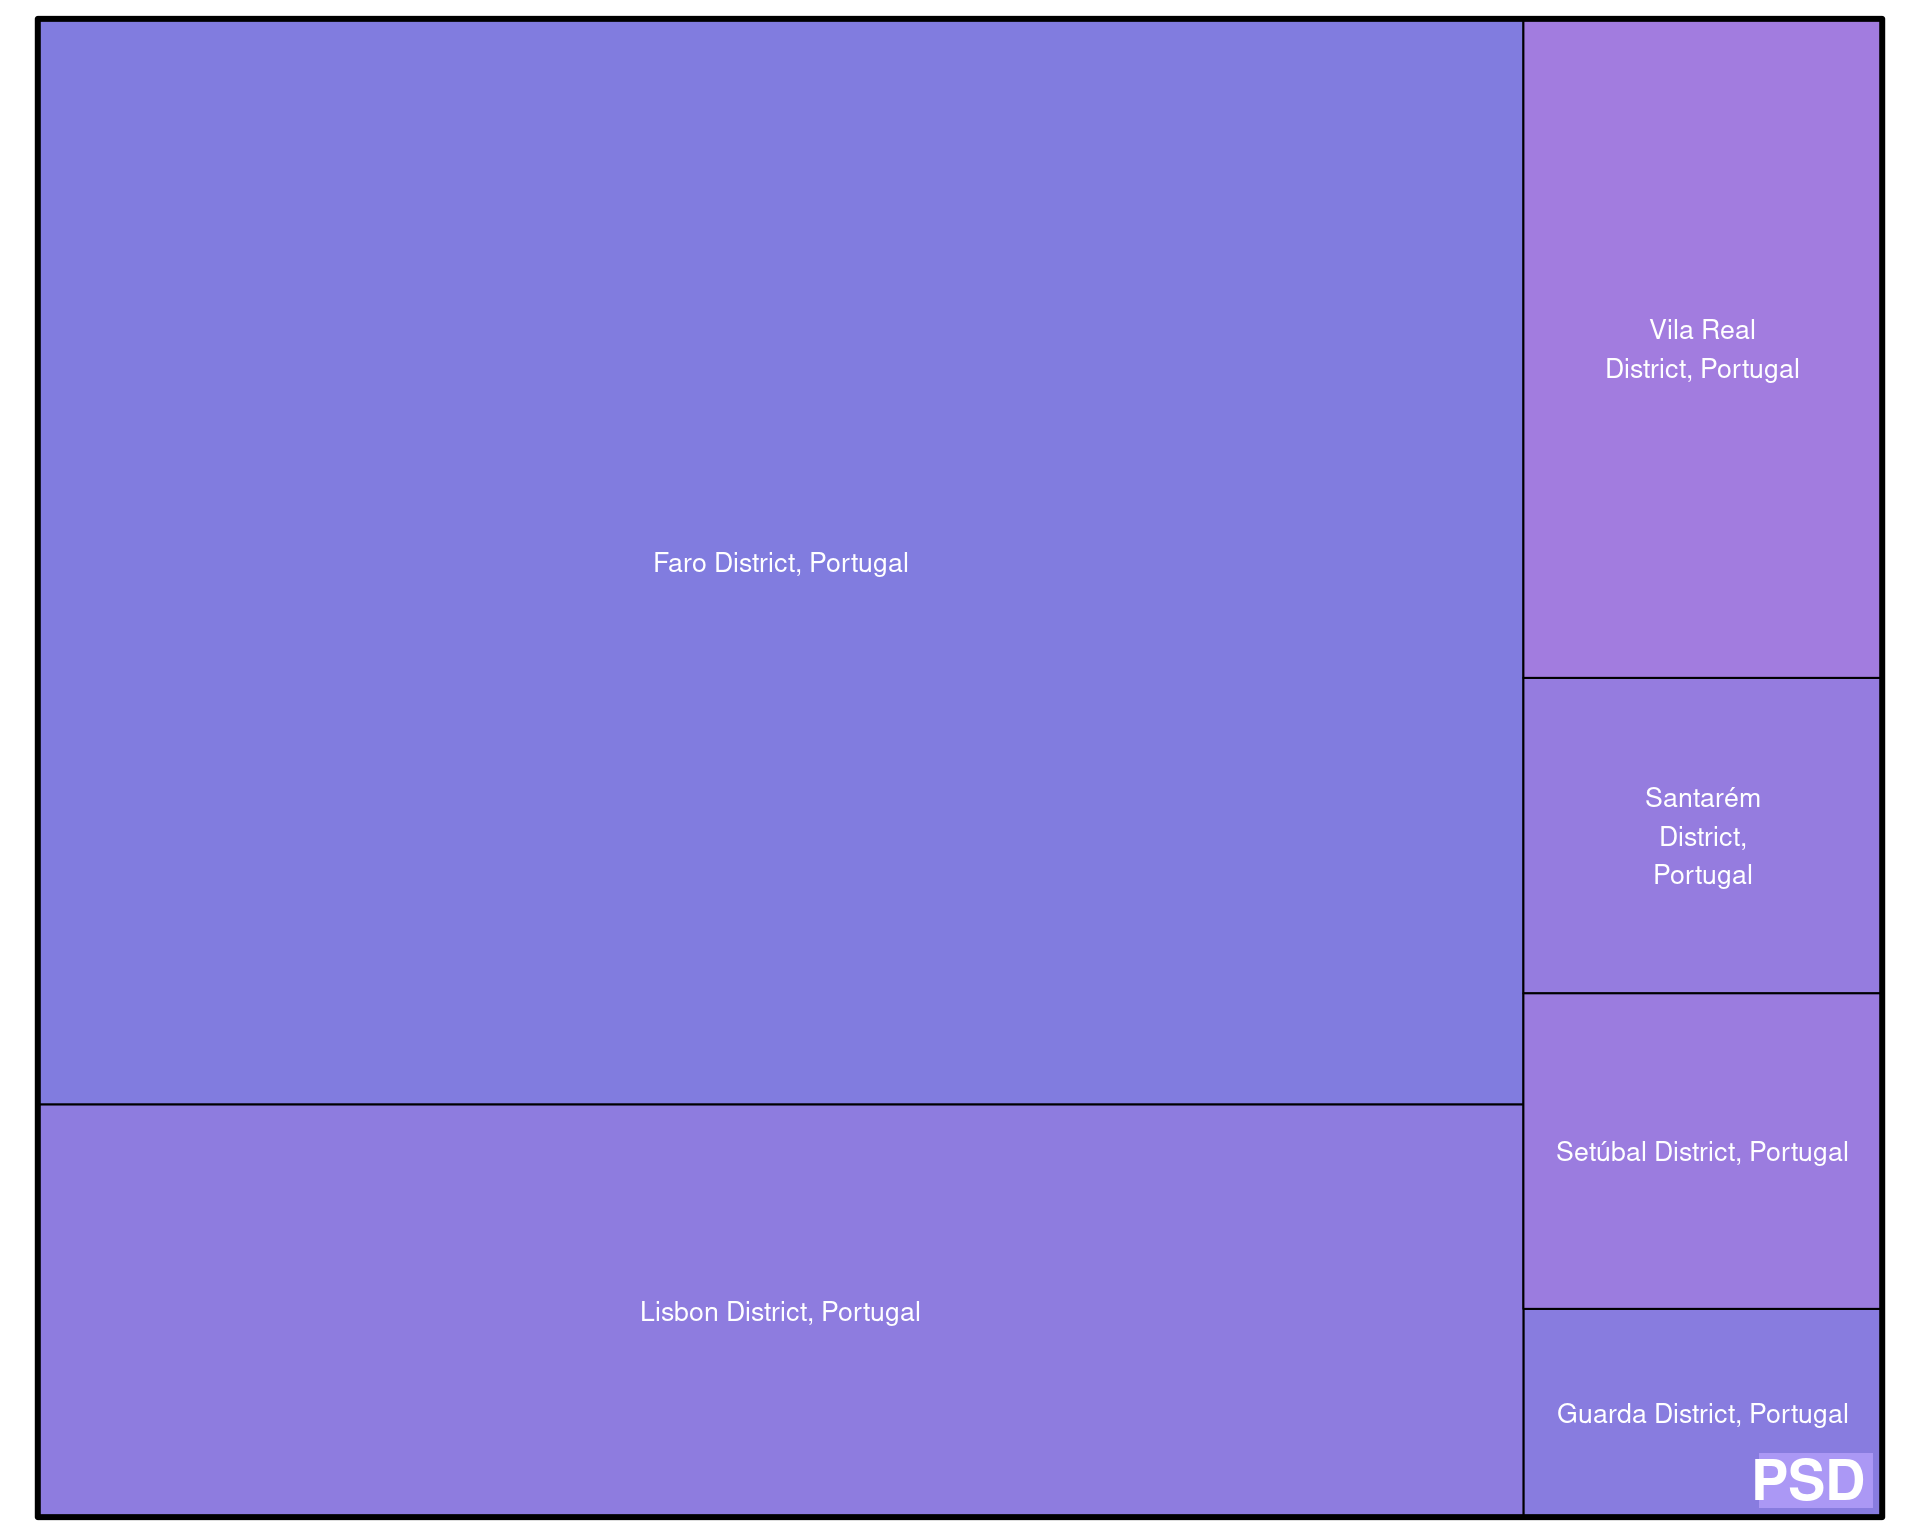 Faro District, Portugal
Lisbon District, Portugal
Vila Real
District, Portugal
Santarém
District,
Portugal
Setúbal District, Portugal
Guarda District, Portugal
PSD